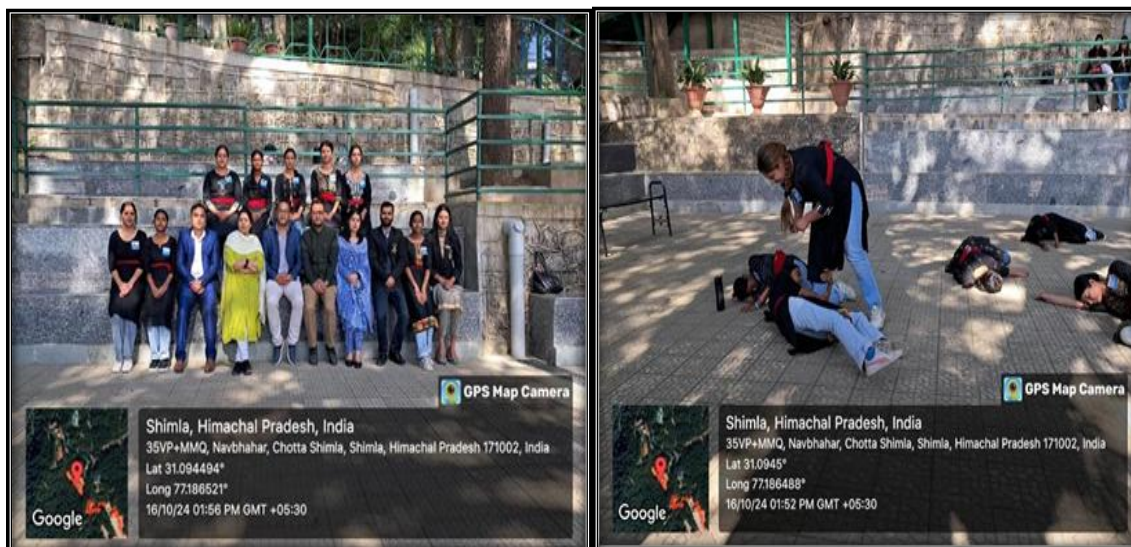 GPS Map Camera
Shimla, Himachal Pradesh, India
35VP+MMQ, Navbhahar, Chotta Shimla, Shimla, Himachal Pradesh 171002, India
Lat 31.094494°
Long 77.186521°
16/10/24 01:56 PM GMT +05:30
Google
GPS Map Camera
Shimla, Himachal Pradesh, India
35VP+MMQ, Navbhahar, Chotta Shimla, Shimla, Himachal Pradesh 171002, India
Lat 31.0945°
Long 77.186488°
16/10/24 01:52 PM GMT +05:30
Google